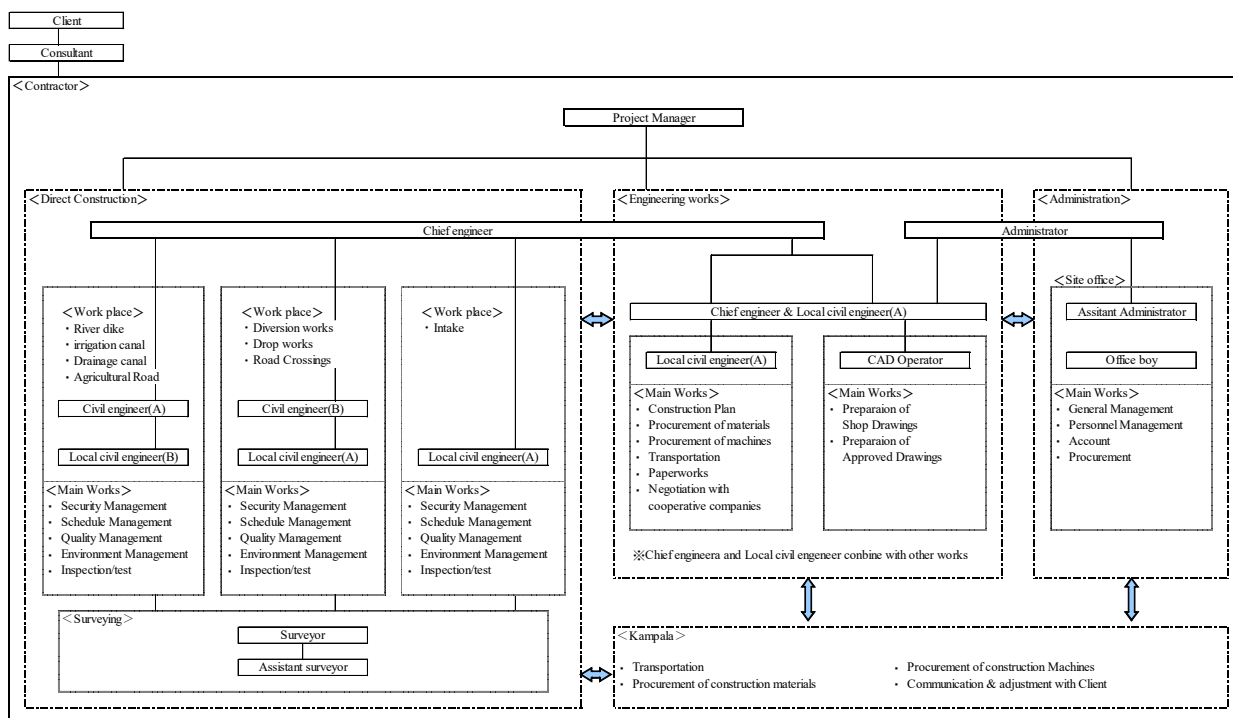 Client
Consultant
＜Contractor＞
Project Manager
＜Direct Construction＞
＜Engineering works＞
＜Administration＞
Chief engineer
Administrator
＜Work place＞
・River dike
・irrigation canal
・Drainage canal
・Agricultural Road
Civil engineer(A)
Local civil engineer(B)
＜Main Works＞
・Security Management
・Schedule Management
・Quality Management
・Environment Management
・Inspection/test
＜Work place＞
・Diversion works
・Drop works
・Road Crossings
Civil engineer(B)
Local civil engineer(A)
＜Main Works＞
・Security Management
・Schedule Management
・Quality Management
・Environment Management
・Inspection/test
＜Work place＞
・Intake
Local civil engineer(A)
＜Main Works＞
・Security Management
・Schedule Management
・Quality Management
・Environment Management
・Inspection/test
＜Surveying＞
Surveyor
Assistant surveyor
Chief engineer & Local civil engineer(A)
Local civil engineer(A)
＜Main Works＞
・Construction Plan
・Procurement of materials
・Procurement of machines
・Transportation
・Paperworks
・Negotiation with
cooperative companies
CAD Operator
＜Main Works＞
・Preparaion of
Shop Drawings
・Preparaion of
Approved Drawings
※Chief engineera and Local civil engeneer combine with other works
＜Site office＞
Assitant Administrator
Office boy
＜Main Works＞
・General Management
・Personnel Management
・Account
・Procurement
＜Kampala＞
・Transportation
・Procurement of construction materials
・Procurement of construction Machines
・Communication & adjustment with Client